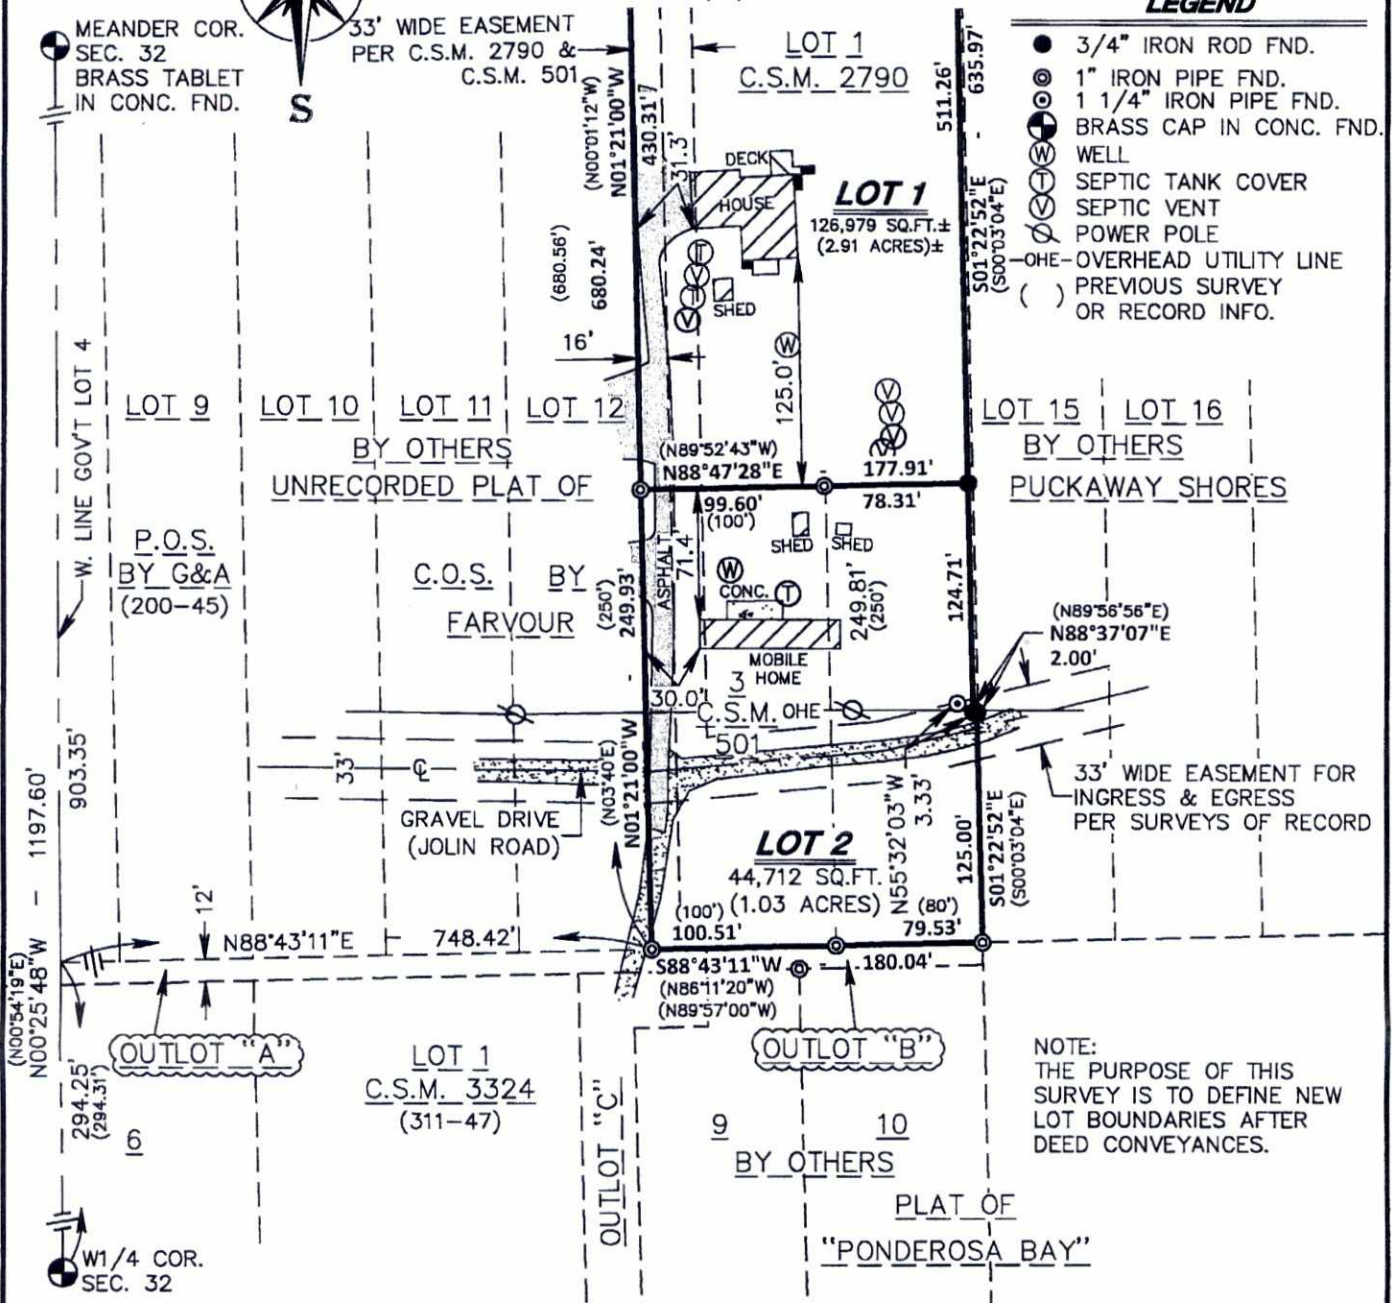 LEGEND
3/4" IRON ROD FND.
1" IRON PIPE FND.
1 1/4" IRON PIPE FND.
BRASS CAP IN CONC. FND.
W WELL
T SEPTIC TANK COVER
V SEPTIC VENT
POWER POLE
-OHE- OVERHEAD UTILITY LINE
( ) PREVIOUS SURVEY
OR RECORD INFO.
MEANDER COR.
SEC. 32
BRASS TABLET
IN CONC. FND.
S
33' WIDE EASEMENT
PER C.S.M. 2790 &
C.S.M. 501
LOT 1
C.S.M. 2790
(N00°01'12"W)
N01°21'00"W
430.31'
31.3'
511.26'
635.97'
DECK
HOUSE
LOT 1
126,979 SQ.FT.±
(2.91 ACRES)±
S01°22'52"E
(S00°03'04"E)
(680.56')
680.24'
T
V
T
V
SHED
16'
W
125.0'
V
V
V
V
W. LINE GOV'T LOT 4
LOT 9
LOT 10
LOT 11
LOT 12
BY OTHERS
UNRECORDED PLAT OF
LOT 15
LOT 16
BY OTHERS
PUCKAWAY SHORES
(N89°52'43"W)
N88°47'28"E
177.91'
99.60'
(100')
78.31'
P.O.S.
BY G&A
(200-45)
C.O.S. BY
FARVOUR
(250')
249.93'
ASPHALT
71.4'
SHED
SHED
W
CONC.
T
249.81'
(250')
124.71'
MOBILE
HOME
(N89°56'56"E)
N88°37'07"E
2.00'
30.0'
3
C.S.M.
501
OHE
33'
CL
GRAVEL DRIVE
(JOLIN ROAD)
(N03'40"E)
N01°21'00"W
N55°32'03"W
3.33'
33' WIDE EASEMENT FOR
INGRESS & EGRESS
PER SURVEYS OF RECORD
LOT 2
44,712 SQ.FT.
(1.03 ACRES)
125.00'
S01°22'52"E
(S00°03'04"E)
(100')
100.51'
(80')
79.53'
903.35'
(N00°54'19"E)
N00°25'48"W - 1197.60'
12'
N88°43'11"E
748.42'
S88°43'11"W
180.04'
(N86°11'20"W)
(N89°57'00"W)
OUTLOT "A"
OUTLOT "B"
OUTLOT "C"
294.25'
(294.31')
6
LOT 1
C.S.M. 3324
(311-47)
9
10
BY OTHERS
PLAT OF
"PONDEROSA BAY"
NOTE:
THE PURPOSE OF THIS
SURVEY IS TO DEFINE NEW
LOT BOUNDARIES AFTER
DEED CONVEYANCES.
W1/4 COR.
SEC. 32